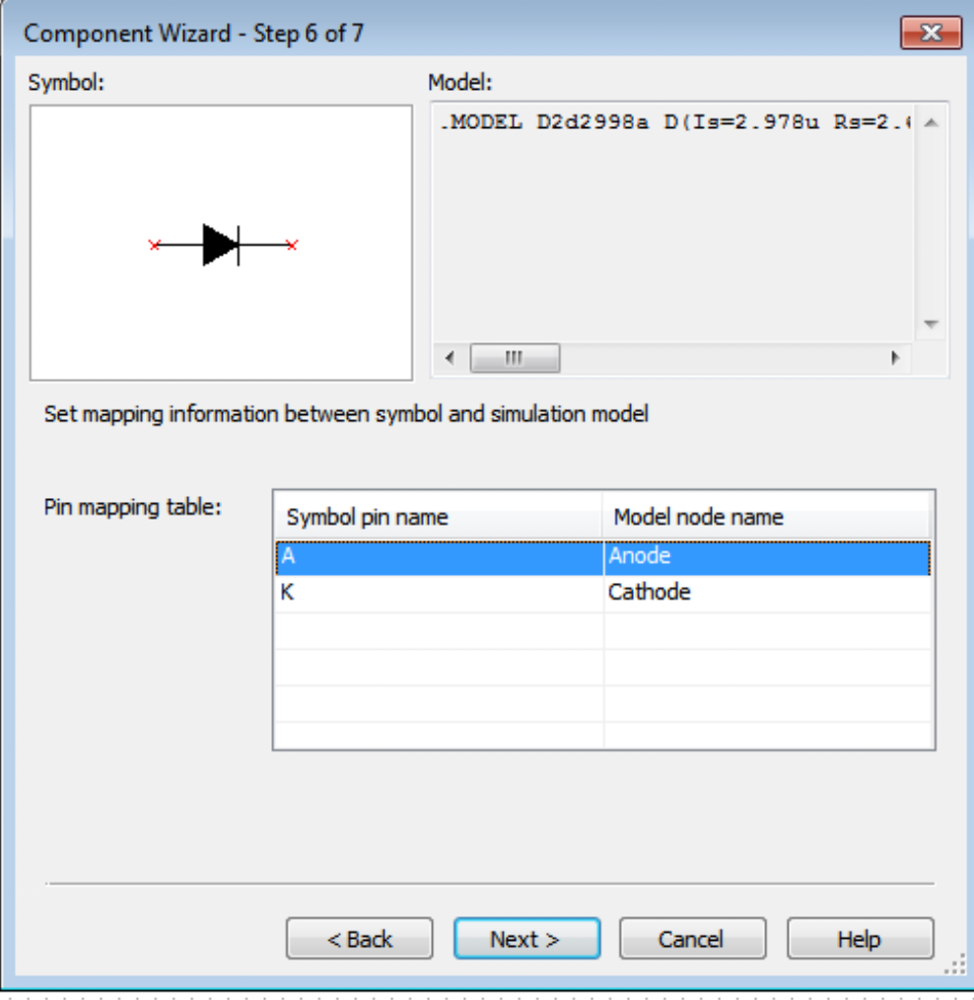 Component Wizard - Step 6 of 7
Symbol: Model:
.MODEL D2d2998a D(Is=2.978u Rs=2.
Set mapping information between symbol and simulation model
Pin mapping table:
Symbol pin name Model node name
A Anode
K Cathode
< Back Next > Cancel Help